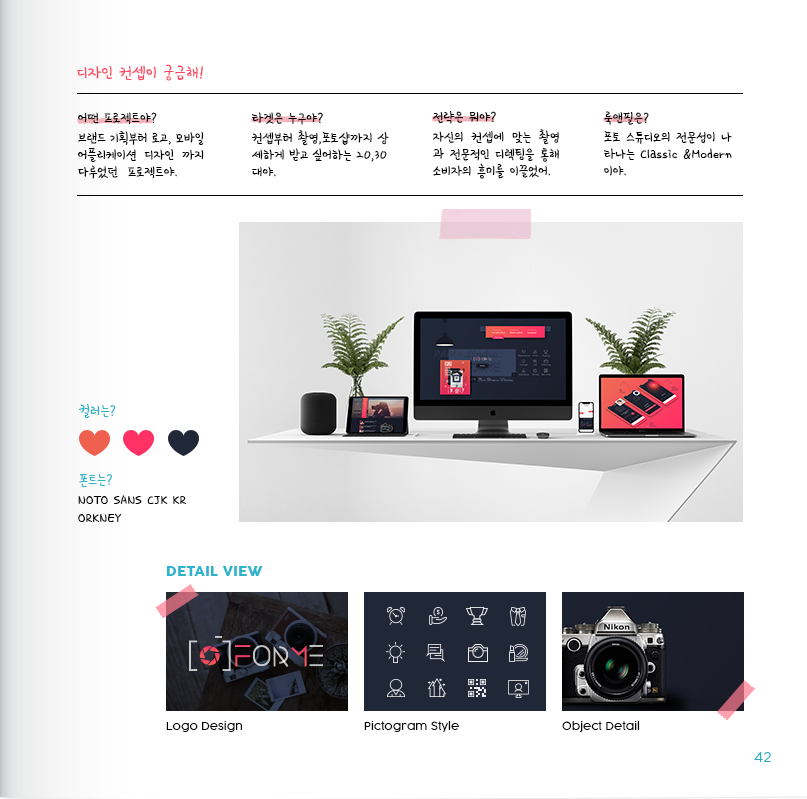 디자인 컨셉이 궁금해!
어떤 프로젝트야?
브랜드 기획부터 로고, 모바일
어플리케이션 디자인 까지
다루었던 프로젝트야.
타겟은 누구야?
컨셉부터 촬영,포토샵까지 상
세하게 받고 싶어하는 20,30
대야.
전략은 뭐야?
자신의 컨셉에 맞는 촬영
과 전문적인 디렉팅을 통해
소비자의 흥미를 이끌었어.
룩앤필은?
포토 스튜디오의 전문성이 나
타나는 Classic &Modern
이야.
컬러는?
폰트는?
NOTO SANS CJK KR
ORKNEY
DETAIL VIEW
FORME
Nikon
Logo Design
Pictogram Style
Object Detail
42